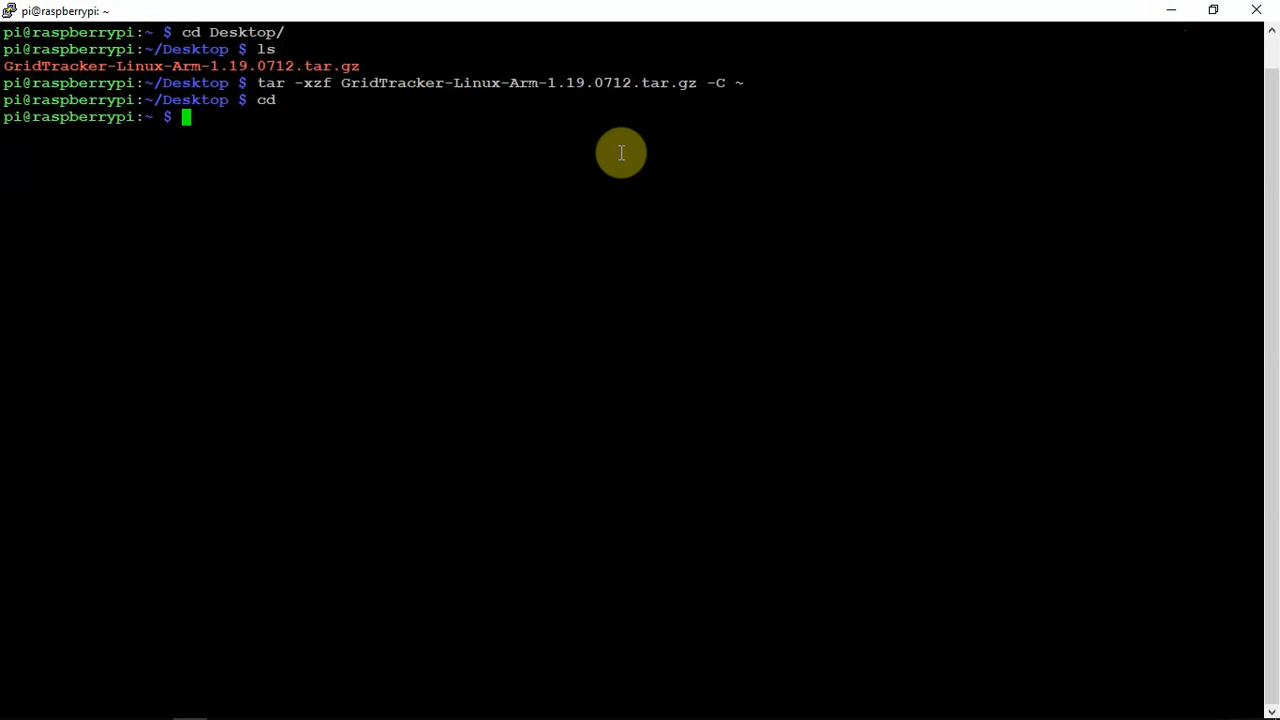 pi@raspberrypi: ~
pi@raspberrypi:~ $ cd Desktop/
pi@raspberrypi:~/Desktop $ ls
GridTracker-Linux-Arm-1.19.0712.tar.gz
pi@raspberrypi:~/Desktop $ tar -xzf GridTracker-Linux-Arm-1.19.0712.tar.gz -C ~
pi@raspberrypi:~/Desktop $ cd
pi@raspberrypi:~ $